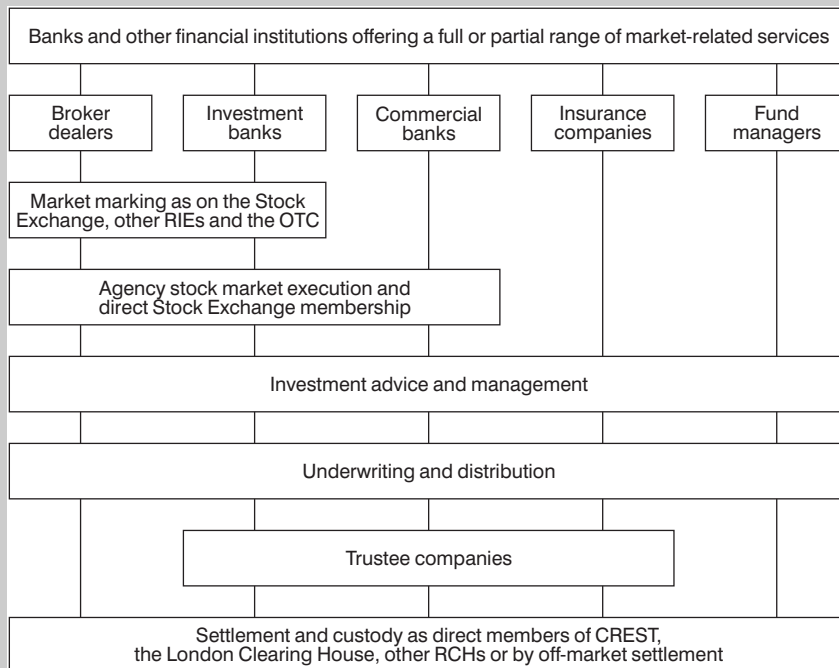 Banks and other financial institutions offering a full or partial range of market-related services
Broker
dealers
Investment
banks
Commercial
banks
Insurance
companies
Fund
managers
Market marking as on the Stock
Exchange, other RIEs and the OTC
Agency stock market execution and
direct Stock Exchange membership
Investment advice and management
Underwriting and distribution
Trustee companies
Settlement and custody as direct members of CREST,
the London Clearing House, other RCHs or by off-market settlement